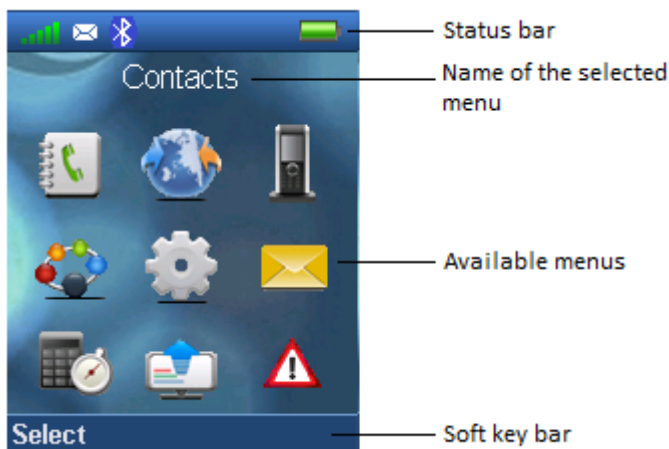 Status bar
Contacts
Name of the selected
menu
Available menus
Select
Soft key bar